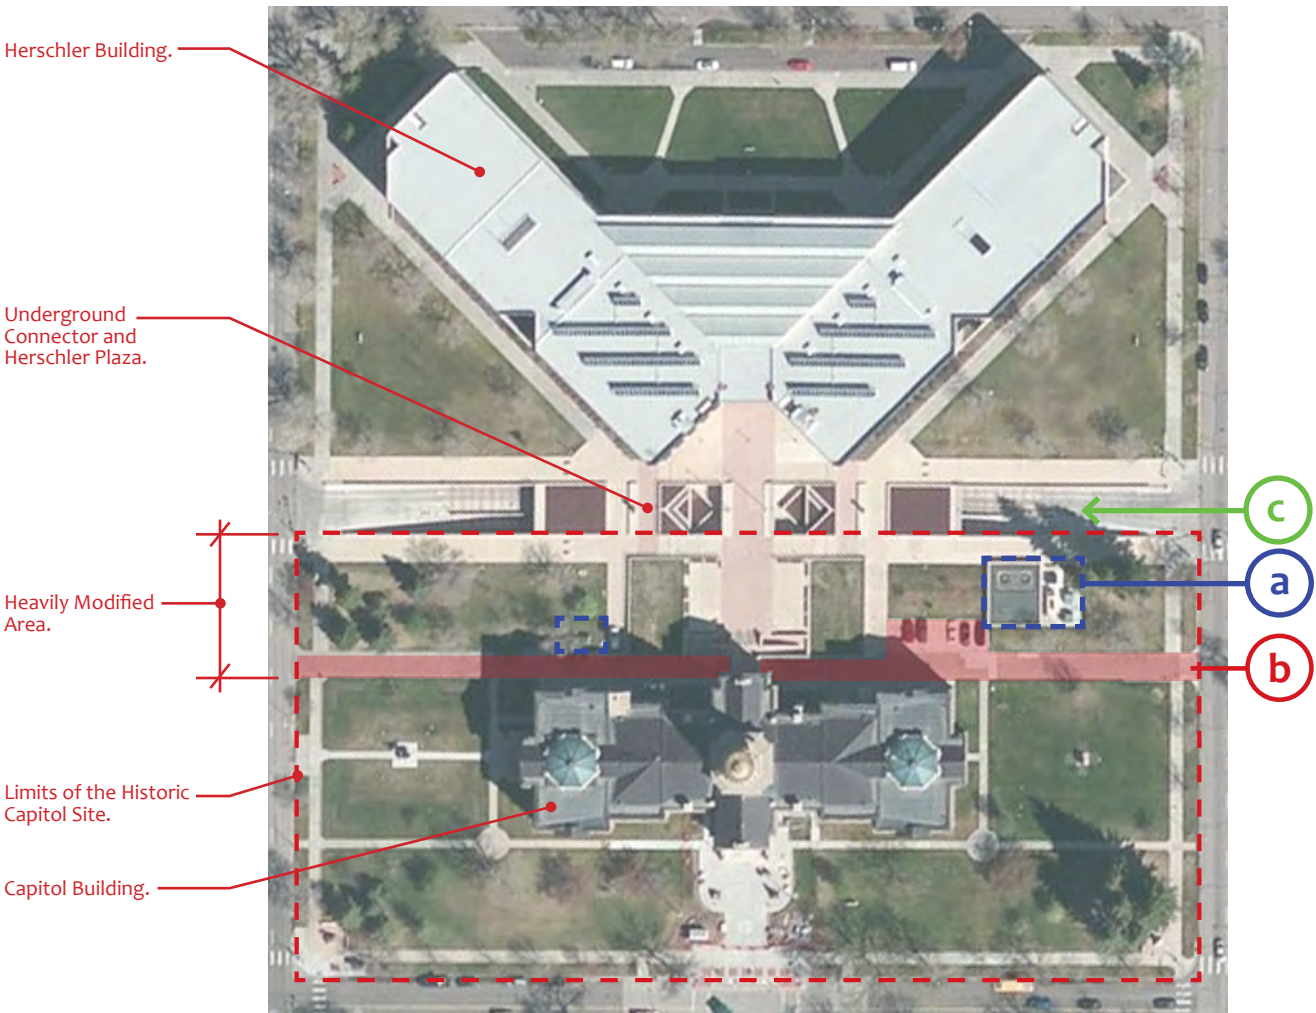 Herschler Building.
Underground
Connector and
Herschler Plaza.
c
a
Heavily Modified
Area.
b
Limits of the Historic
Capitol Site.
Capitol Building.